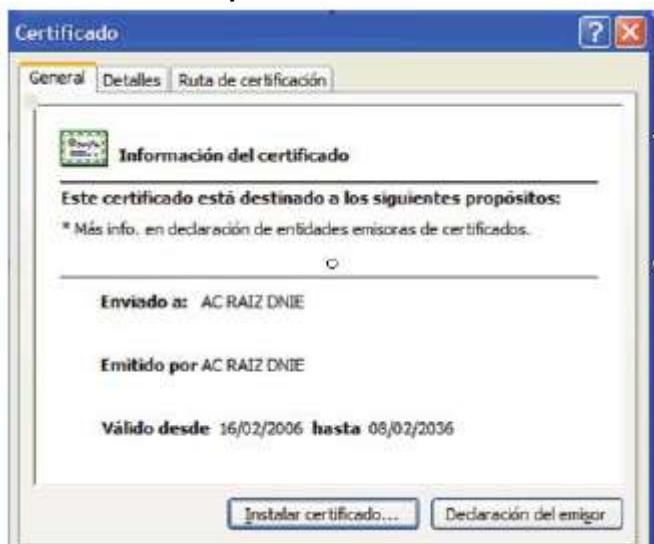 Certificado
General Detalles Ruta de certificación
Información del certificado
Este certificado está destinado a los siguientes propósitos:
* Más info. en declaración de entidades emisoras de certificados.
Enviado a: AC RAIZ DNIE
Emitido por AC RAIZ DNIE
Válido desde 16/02/2006 hasta 08/02/2036
Instalar certificado... Declaración del emisor